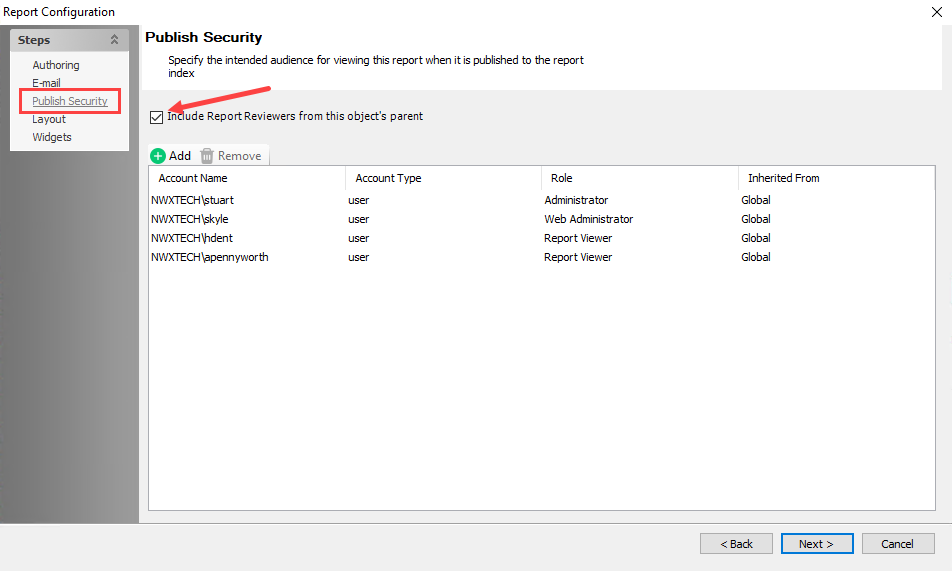 Report Configuration
Steps
Authoring
E-mail
Publish Security
Layout
Widgets
Publish Security
Specify the intended audience for viewing this report when it is published to the report
index
Include Report Reviewers from this object's parent
Add Remove
Account Name Account Type Role Inherited From
NWXTECH\stuart user Administrator Global
NWXTECH\skyle user Web Administrator Global
NWXTECH\hdent user Report Viewer Global
NWXTECH\apennyworth user Report Viewer Global
< Back Next > Cancel